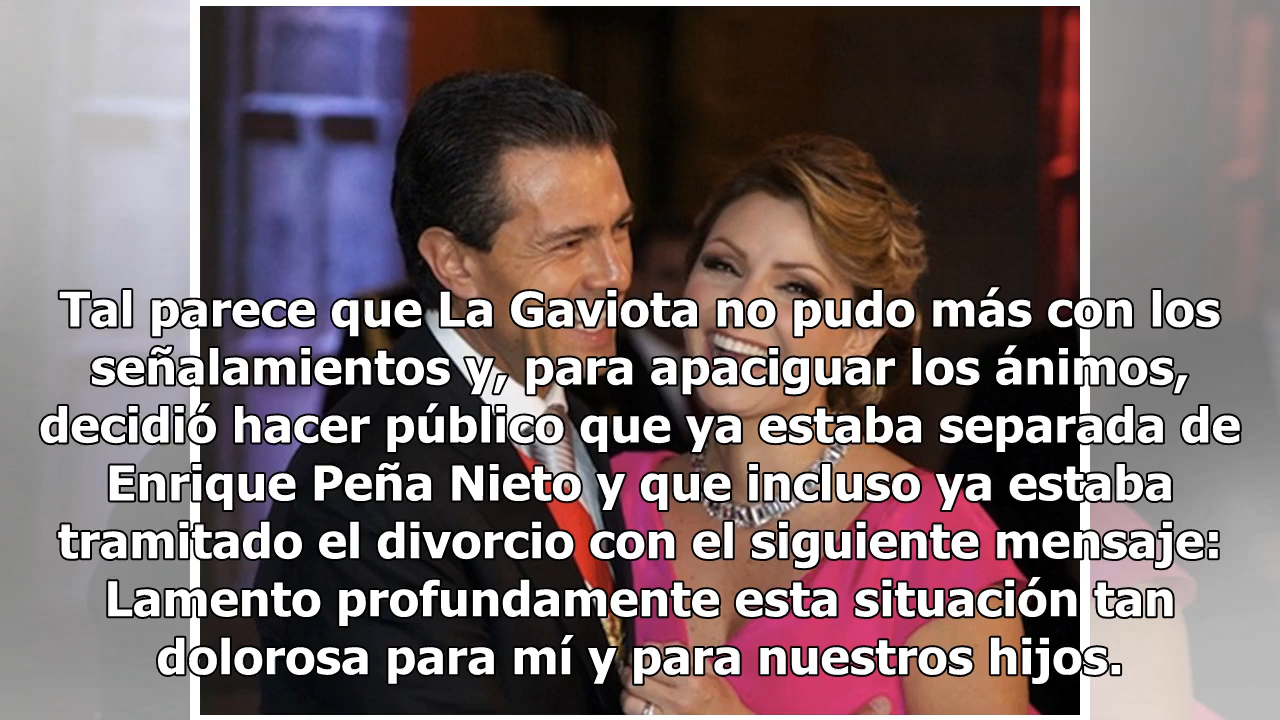 Tal parece que La Gaviota no pudo más con los
señalamientos y, para apaciguar los ánimos,
decidió hacer público que ya estaba separada de
Enrique Peña Nieto y que incluso ya estaba
tramitado el divorcio con el siguiente mensaje:
Lamento profundamente esta situación tan
dolorosa para mí y para nuestros hijos.